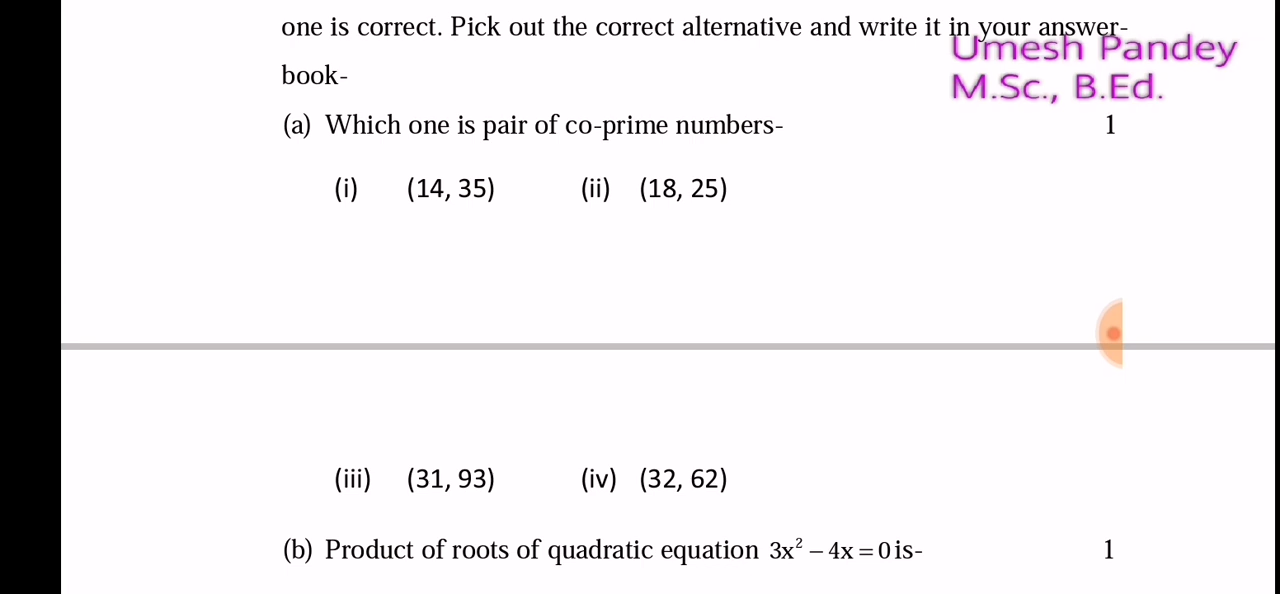 one is correct. Pick out the correct alternative and write it in your answer-
Umesh Pandey
book-
M.Sc., B.Ed.
(a) Which one is pair of co-prime numbers- 1
(i) (14, 35) (ii) (18, 25)
(iii) (31, 93) (iv) (32, 62)
(b) Product of roots of quadratic equation 3x² – 4x = 0 is- 1